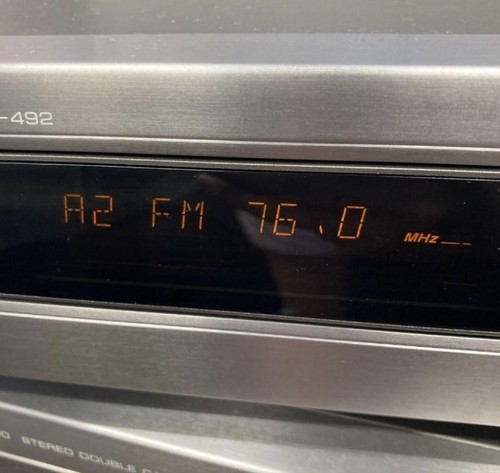 -492
A2 FM 76.0 MHz
STEREO DOUBLE